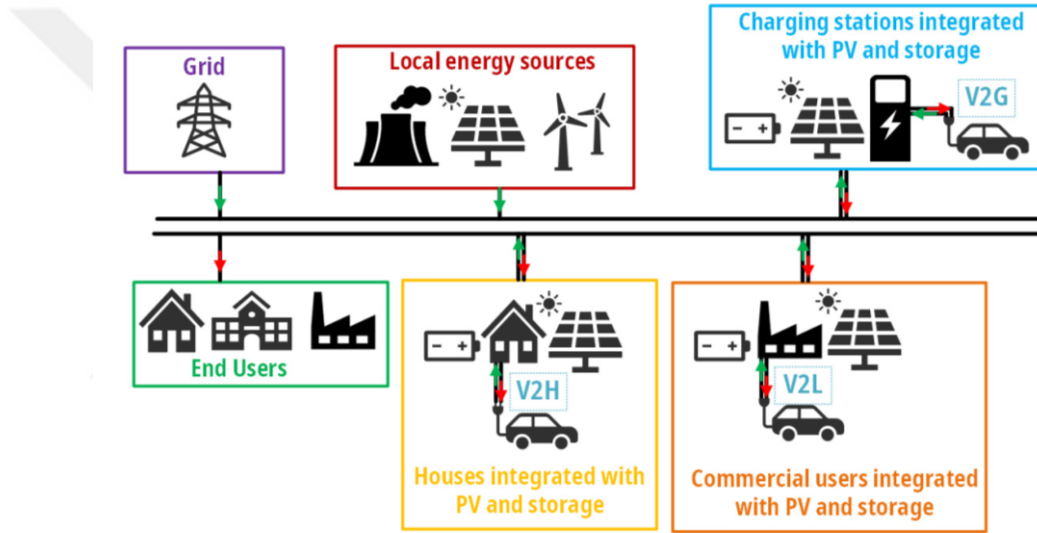 Grid
Local energy sources
Charging stations integrated
with PV and storage
V2G
End Users
V2H
Houses integrated with
PV and storage
V2L
Commercial users integrated
with PV and storage